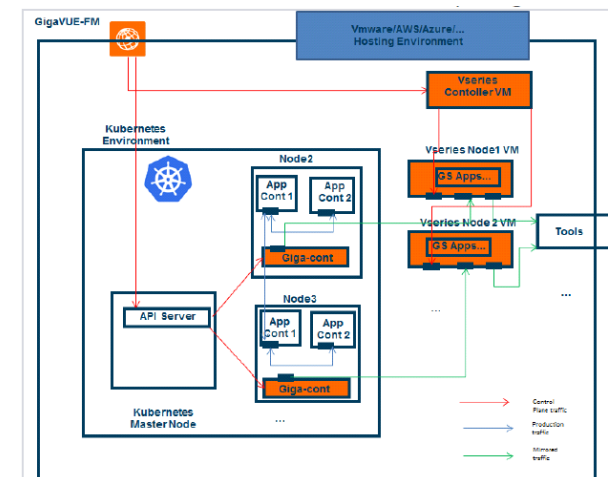 GigaVUE-FM
Vmware/AWS/Azure/...
Hosting Environment
Vseries
Contoller VM
Kubernetes
Environment
Node2
App
Cont 1
App
Cont 2
Giga-cont
Vseries Node1 VM
GS Apps...
Vseries Node 2 VM
GS Apps...
Tools
...
...
Node3
App
Cont 1
App
Cont 2
Giga-cont
API Server
Kubernetes
Master Node
...
Control
Plane traffic
Production
traffic
Mirrored
traffic